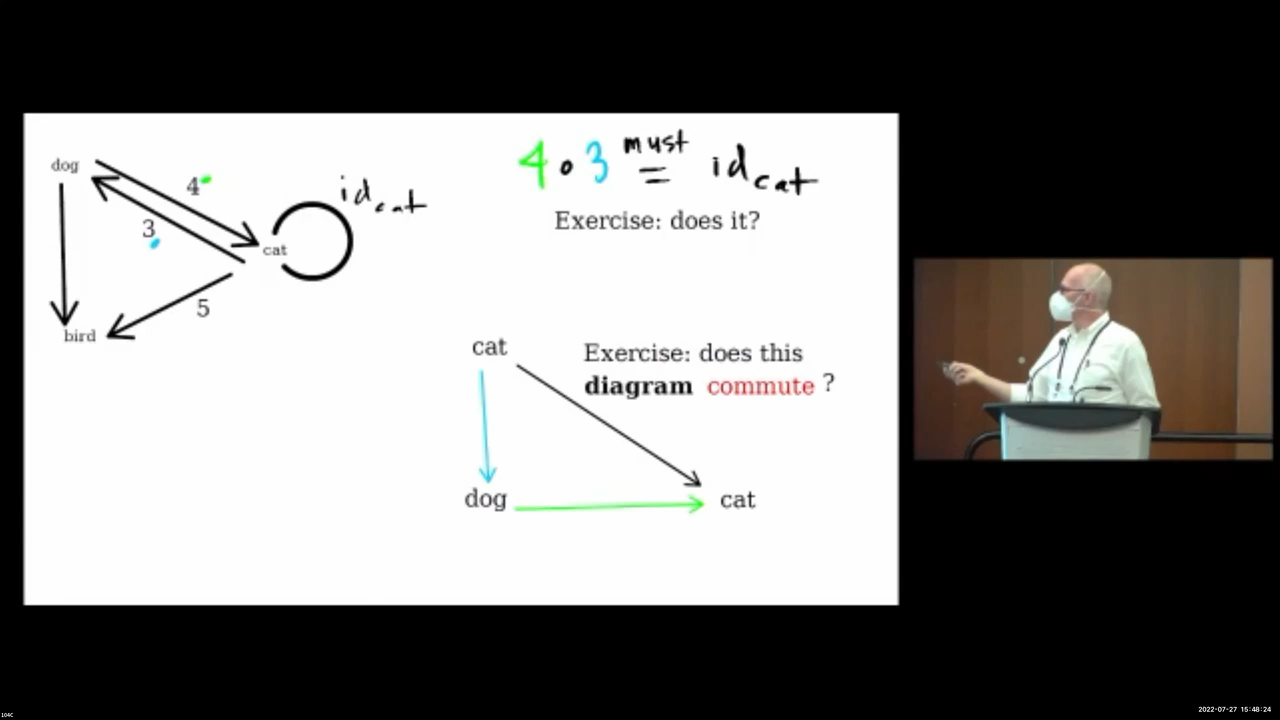 dog
4
3
cat
id cat
5
bird
4 ∘ 3 must = id cat
Exercise: does it?
cat
Exercise: does this
diagram commute ?
dog
cat
104C
2022-07-27 15:48:24